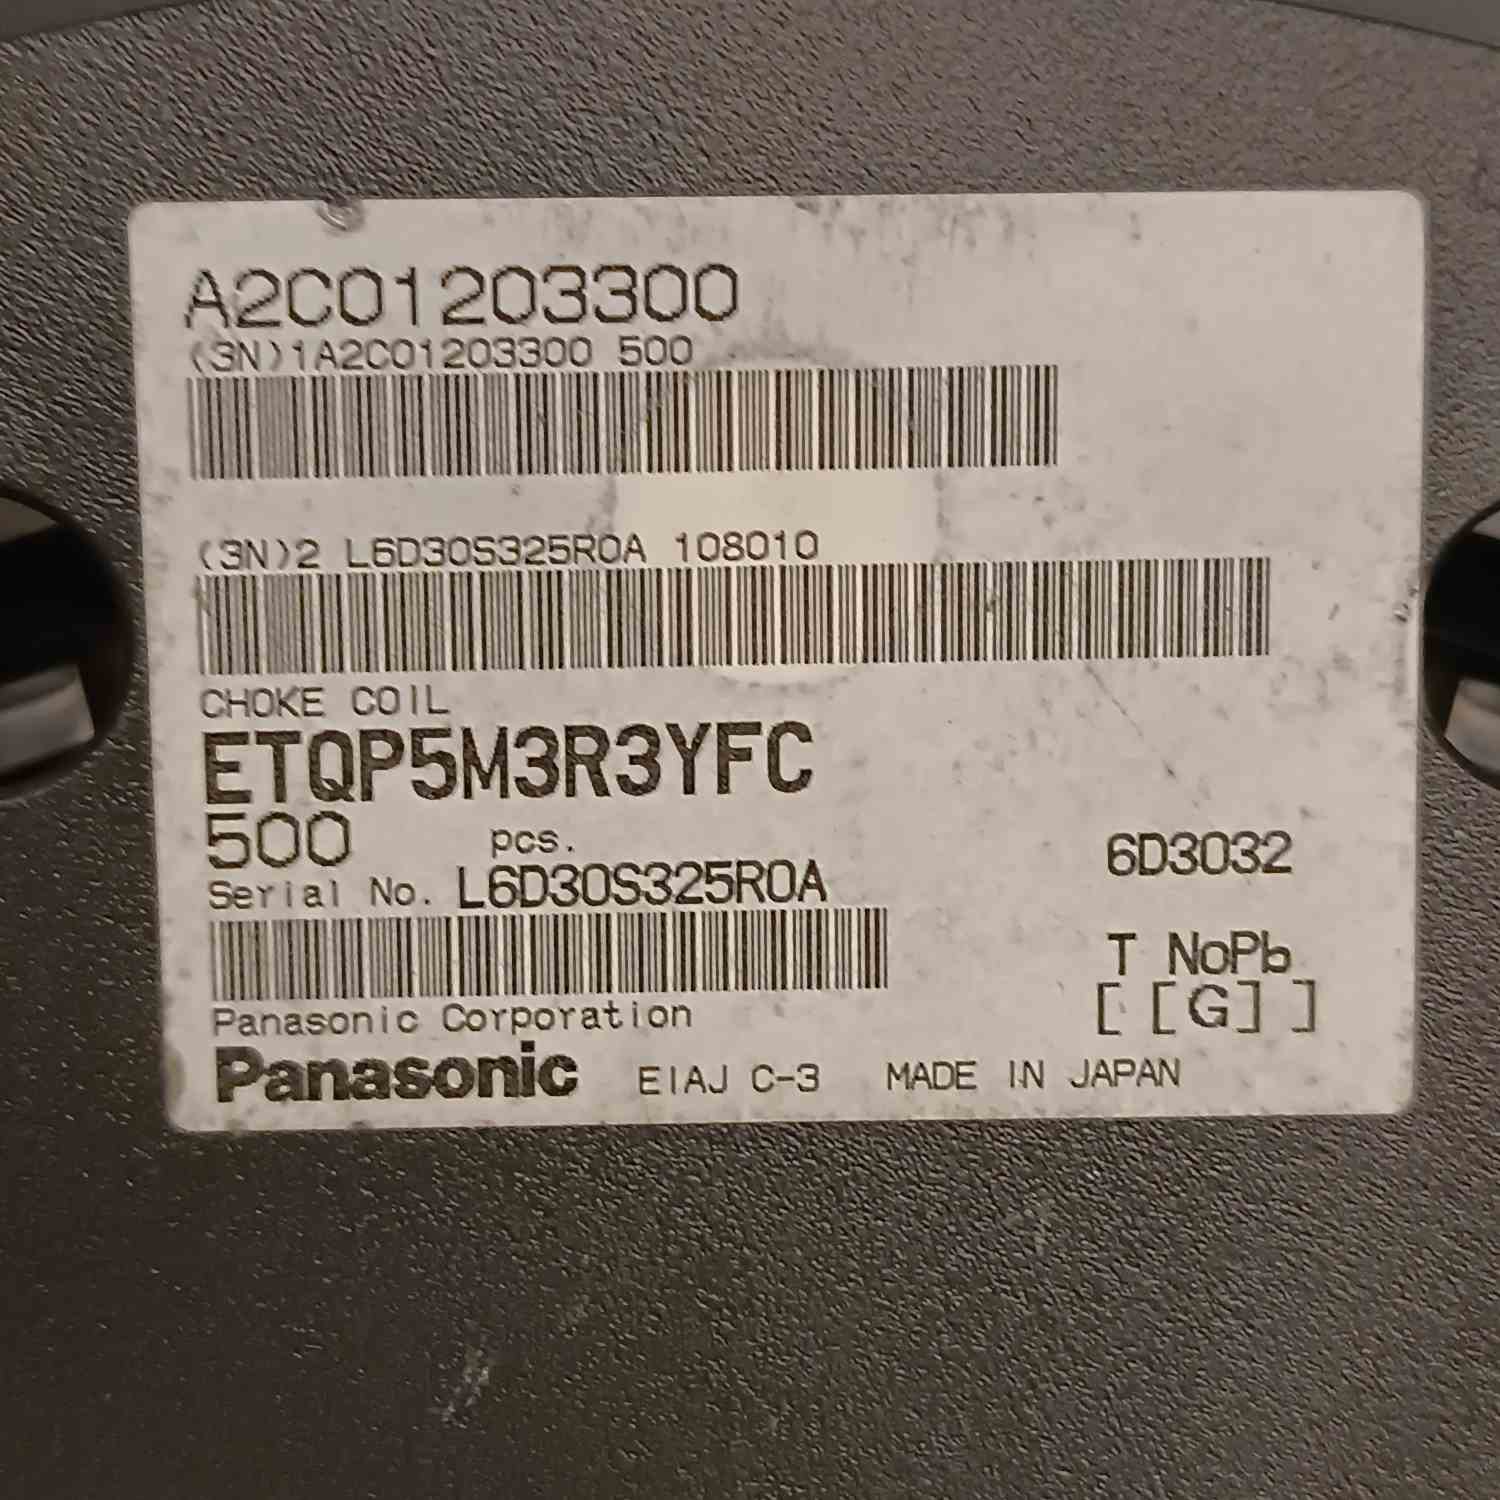 A2C01203300
(3N)1A2C01203300 500
(3N)2 L6D30S325R0A 108010
CHOKE COIL
ETQP5M3R3YFC
500 pcs.
6D3032
Serial No. L6D30S325R0A
T NoPb
[ [G] ]
Panasonic Corporation
Panasonic EIAJ C-3 MADE IN JAPAN